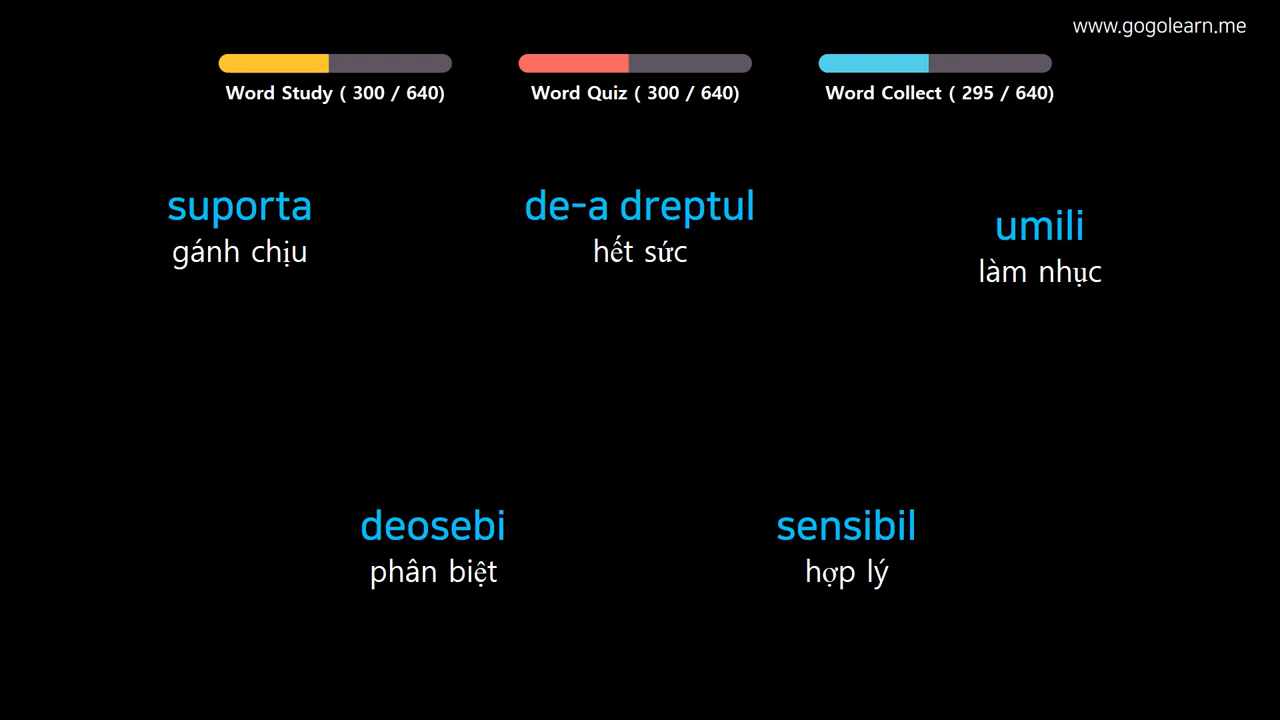 www.gogolearn.me
Word Study ( 300 / 640)
Word Quiz ( 300 / 640)
Word Collect ( 295 / 640)
suporta
gánh chịu
de-a dreptul
hết sức
umili
làm nhục
deosebi
phân biệt
sensibil
hợp lý